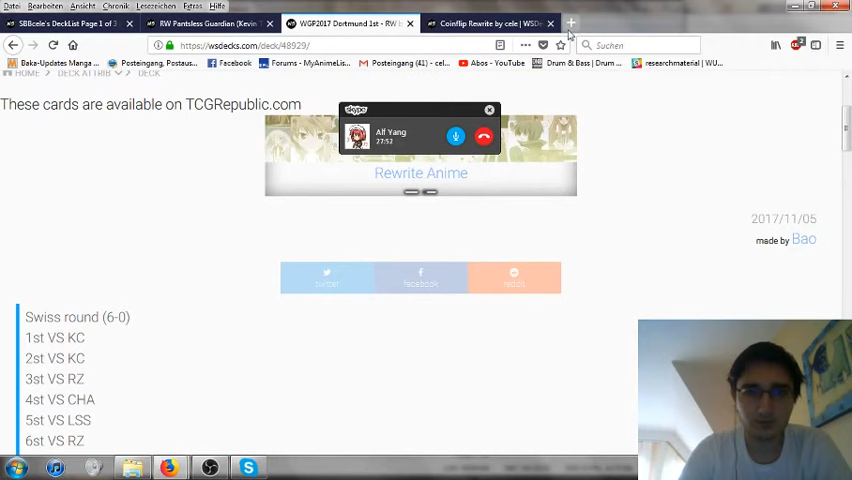 Datei Bearbeiten Ansicht Chronik Lesezeichen Extras Hilfe
SBBcele's DeckList Page 1 of 3
RW Pantsless Guardian (Kevin T
WGP2017 Dortmund 1st - RW b
Coinflip Rewrite by cele | WSDe
https://wsdecks.com/deck/48929/
Suchen
Baka-Updates Manga ...
Posteingang, Posteing...
Facebook
Forums - MyAnimeLis...
Posteingang (41) - cel...
Abos - YouTube
Drum & Bass | Drum ...
researchmaterial | WU...
HOME > DECK ATTRIB > DECK
These cards are available on TCGRepublic.com
skype
Alf Yang
27:52
Rewrite Anime
2017/11/05
made by Bao
twitter
facebook
reddit
Swiss round (6-0)
1st VS KC
2st VS KC
3st VS RZ
4st VS CHA
5st VS LSS
6st VS RZ